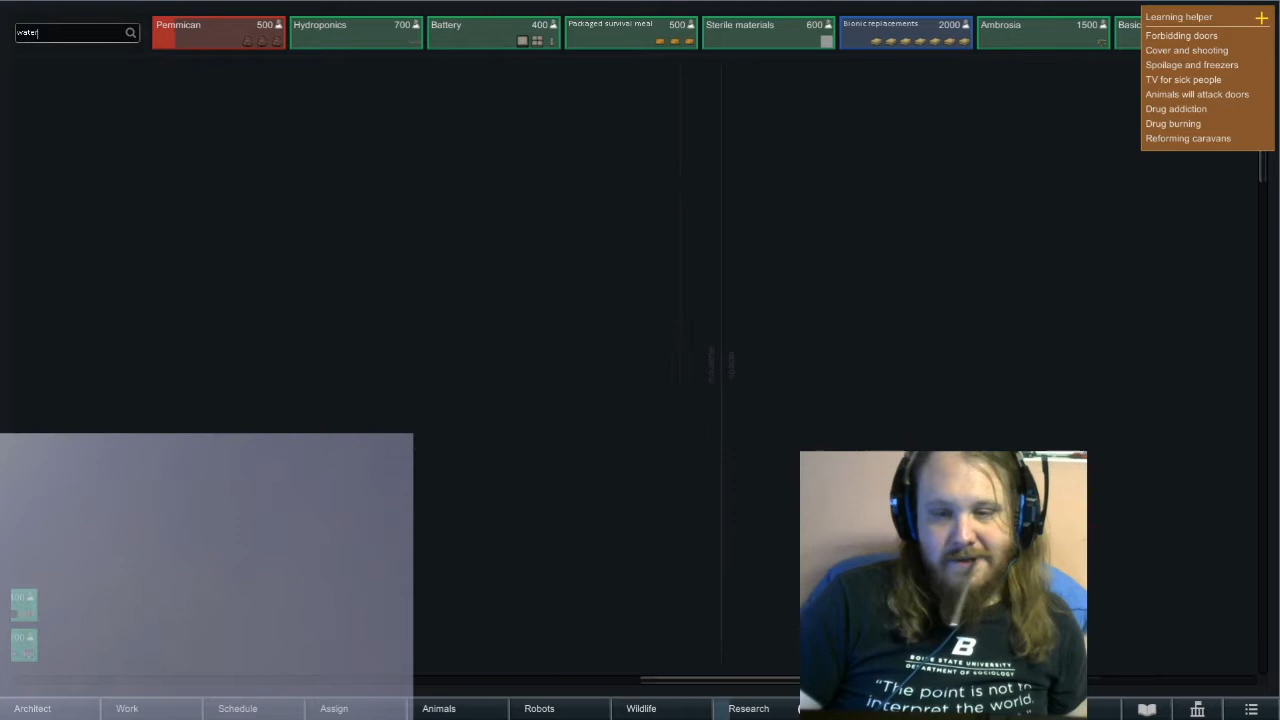 water
Pemmican 500
Hydroponics 700
Battery 400
Packaged survival meal 500
Sterile materials 600
Bionic replacements 2000
Ambrosia 1500
Basic
Learning helper
Forbidding doors
Cover and shooting
Spoilage and freezers
TV for sick people
Animals will attack doors
Drug addiction
Drug burning
Reforming caravans
B
BOISE STATE UNIVERSITY
DEPARTMENT OF SOCIOLOGY
"The point is not to
interpret the world,
Architect
Work
Schedule
Assign
Animals
Robots
Wildlife
Research